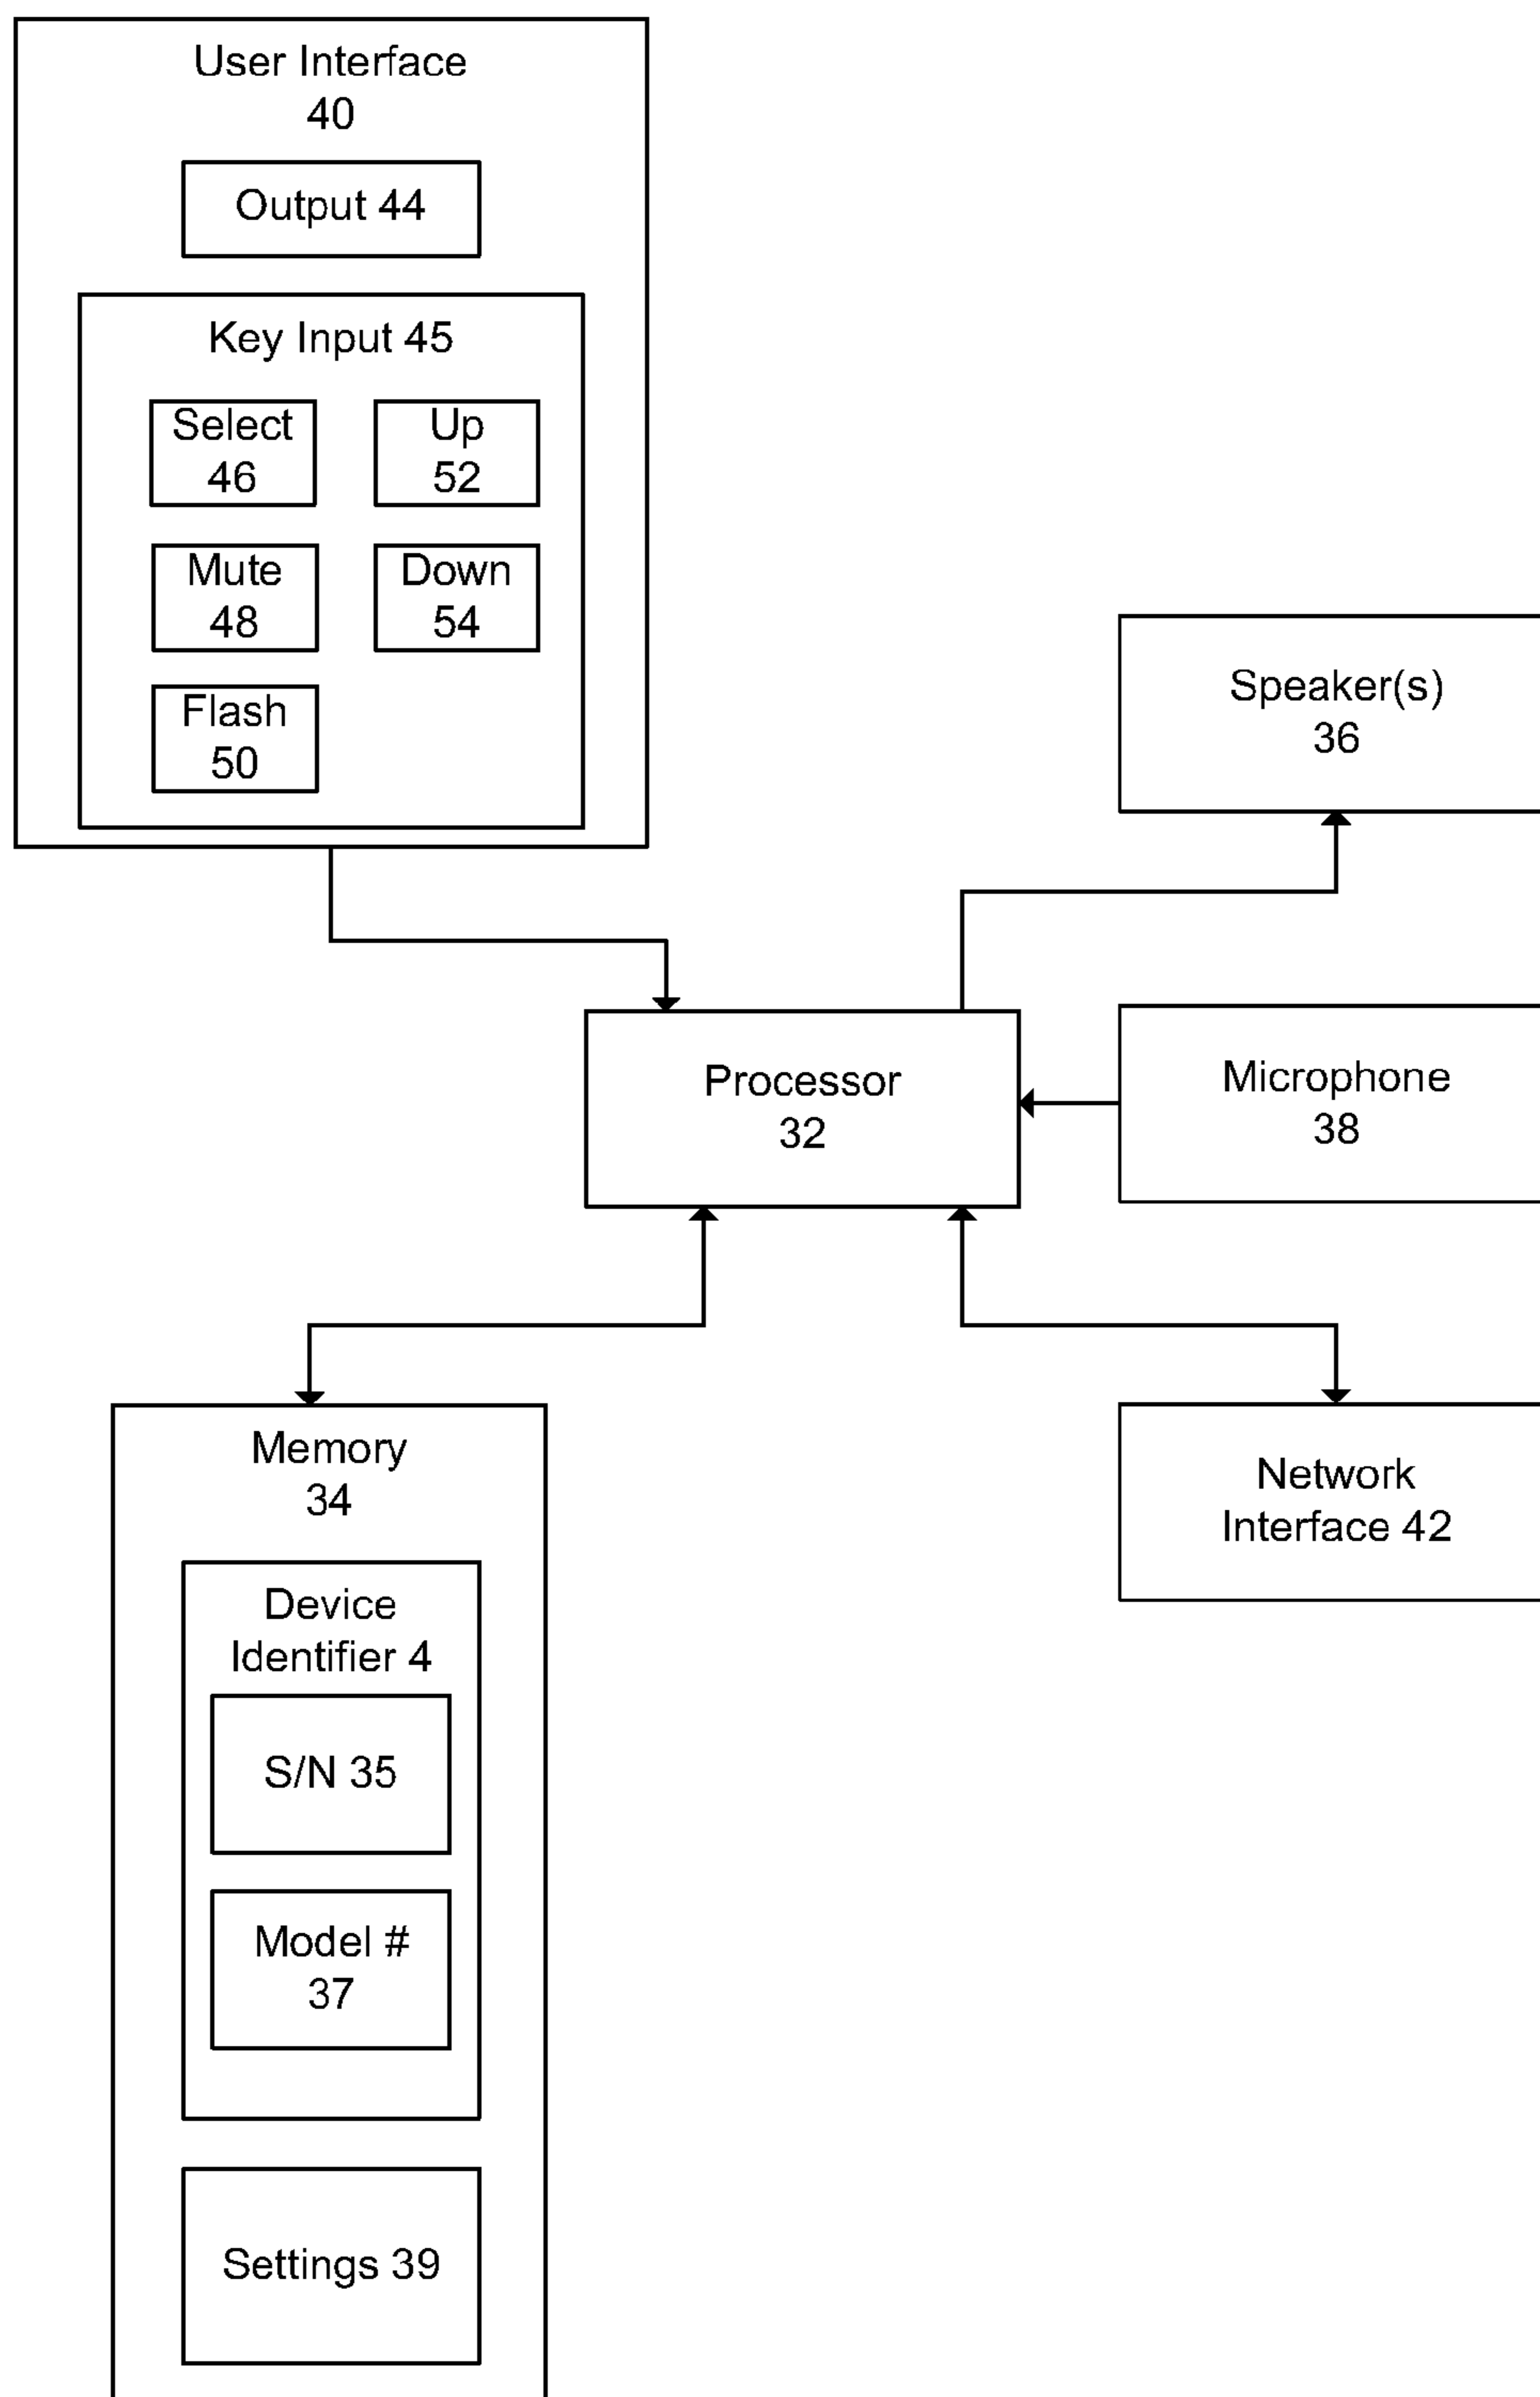 User Interface
40
Output 44
Key Input 45
Select
46
Up
52
Mute
48
Down
54
Flash
50
Speaker(s)
36
Processor
32
Microphone
38
Memory
34
Network
Interface 42
Device
Identifier 4
S/N 35
Model #
37
Settings 39